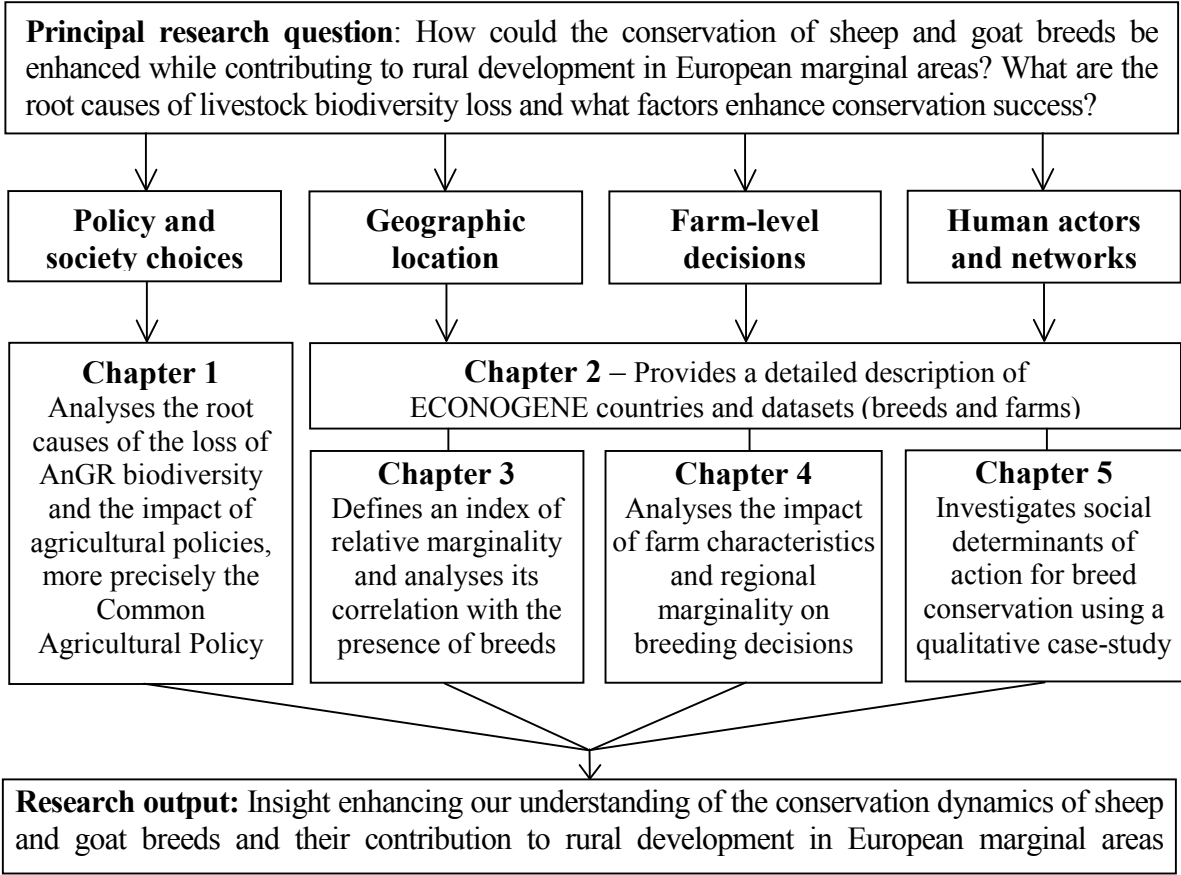 Principal research question: How could the conservation of sheep and goat breeds be
enhanced while contributing to rural development in European marginal areas? What are the
root causes of livestock biodiversity loss and what factors enhance conservation success?
Policy and
society choices
Geographic
location
Farm-level
decisions
Human actors
and networks
Chapter 1
Analyses the root
causes of the loss of
AnGR biodiversity
and the impact of
agricultural policies,
more precisely the
Common
Agricultural Policy
Chapter 2 – Provides a detailed description of
ECONOGENE countries and datasets (breeds and farms)
Chapter 3
Defines an index of
relative marginality
and analyses its
correlation with the
presence of breeds
Chapter 4
Analyses the impact
of farm characteristics
and regional
marginality on
breeding decisions
Chapter 5
Investigates social
determinants of
action for breed
conservation using a
qualitative case-study
Research output: Insight enhancing our understanding of the conservation dynamics of sheep
and goat breeds and their contribution to rural development in European marginal areas